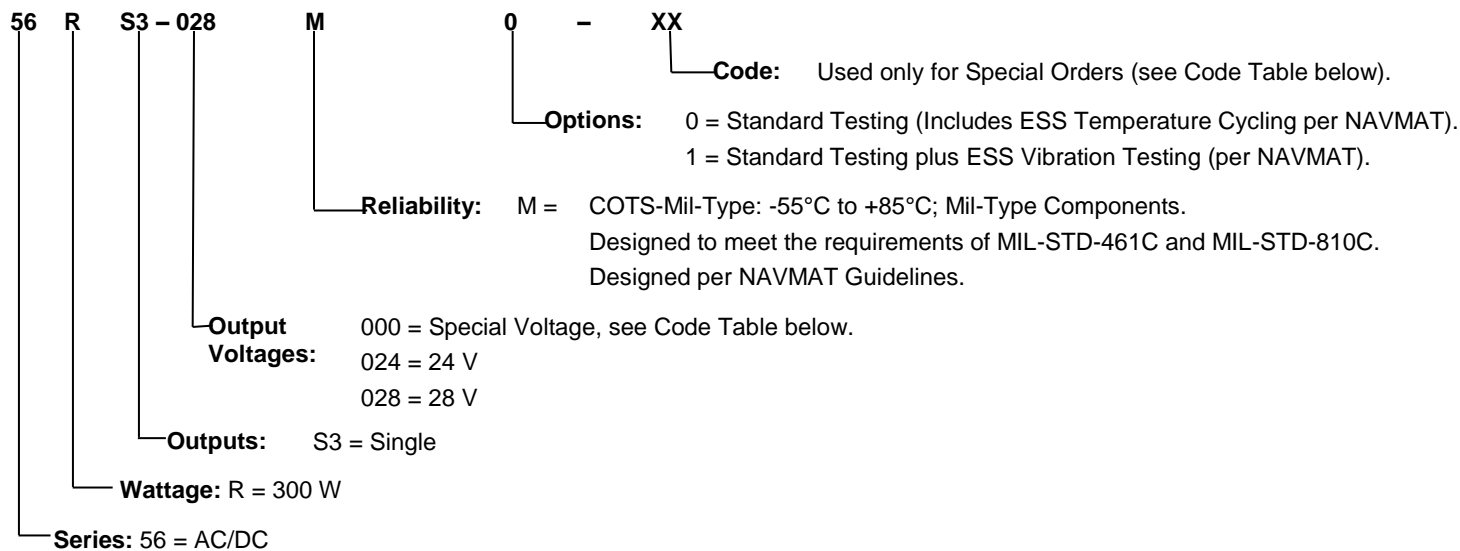 56 R S3 – 028 M 0 – XX
Code: Used only for Special Orders (see Code Table below).
Options: 0 = Standard Testing (Includes ESS Temperature Cycling per NAVMAT).
1 = Standard Testing plus ESS Vibration Testing (per NAVMAT).
Reliability: M = COTS-Mil-Type: -55°C to +85°C; Mil-Type Components.
Designed to meet the requirements of MIL-STD-461C and MIL-STD-810C.
Designed per NAVMAT Guidelines.
Output Voltages: 000 = Special Voltage, see Code Table below.
024 = 24 V
028 = 28 V
Outputs: S3 = Single
Wattage: R = 300 W
Series: 56 = AC/DC